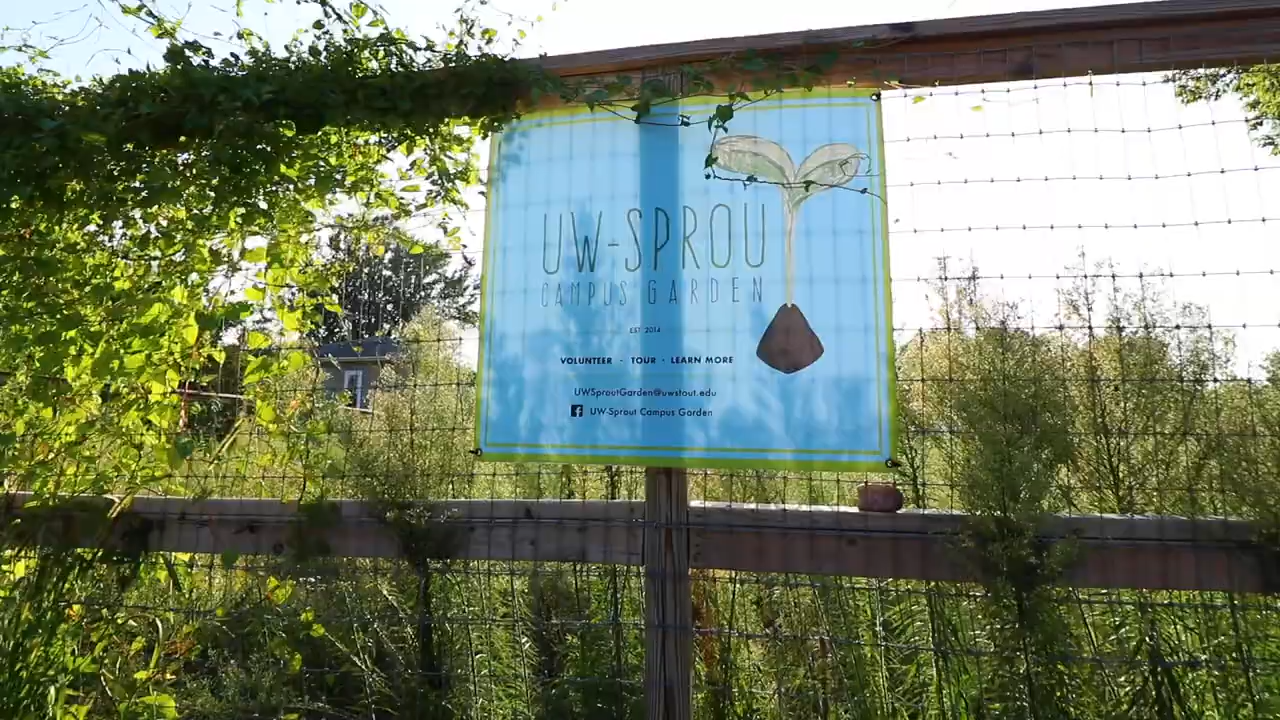 UW-SPROU
CAMPUS GARDEN
EST 2014
VOLUNTEER · TOUR · LEARN MORE
UWSproutGarden@uwstout.edu
UW-Sprout Campus Garden